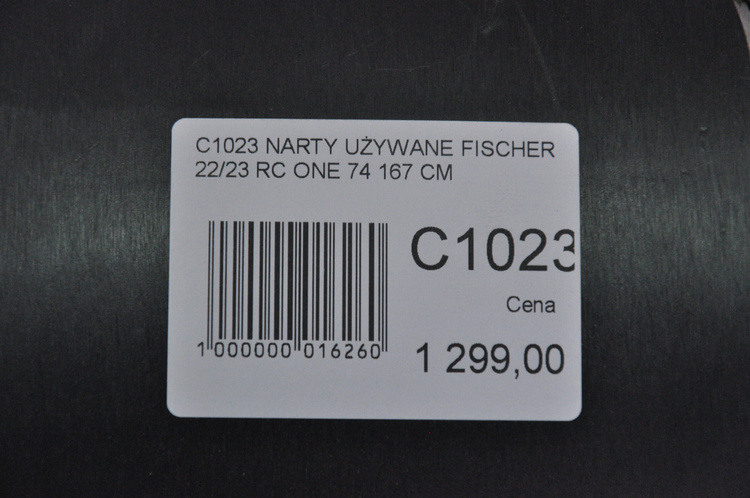 C1023 NARTY UŻYWANE FISCHER
22/23 RC ONE 74 167 CM
C1023
Cena
1 299,00
1 000000 016260